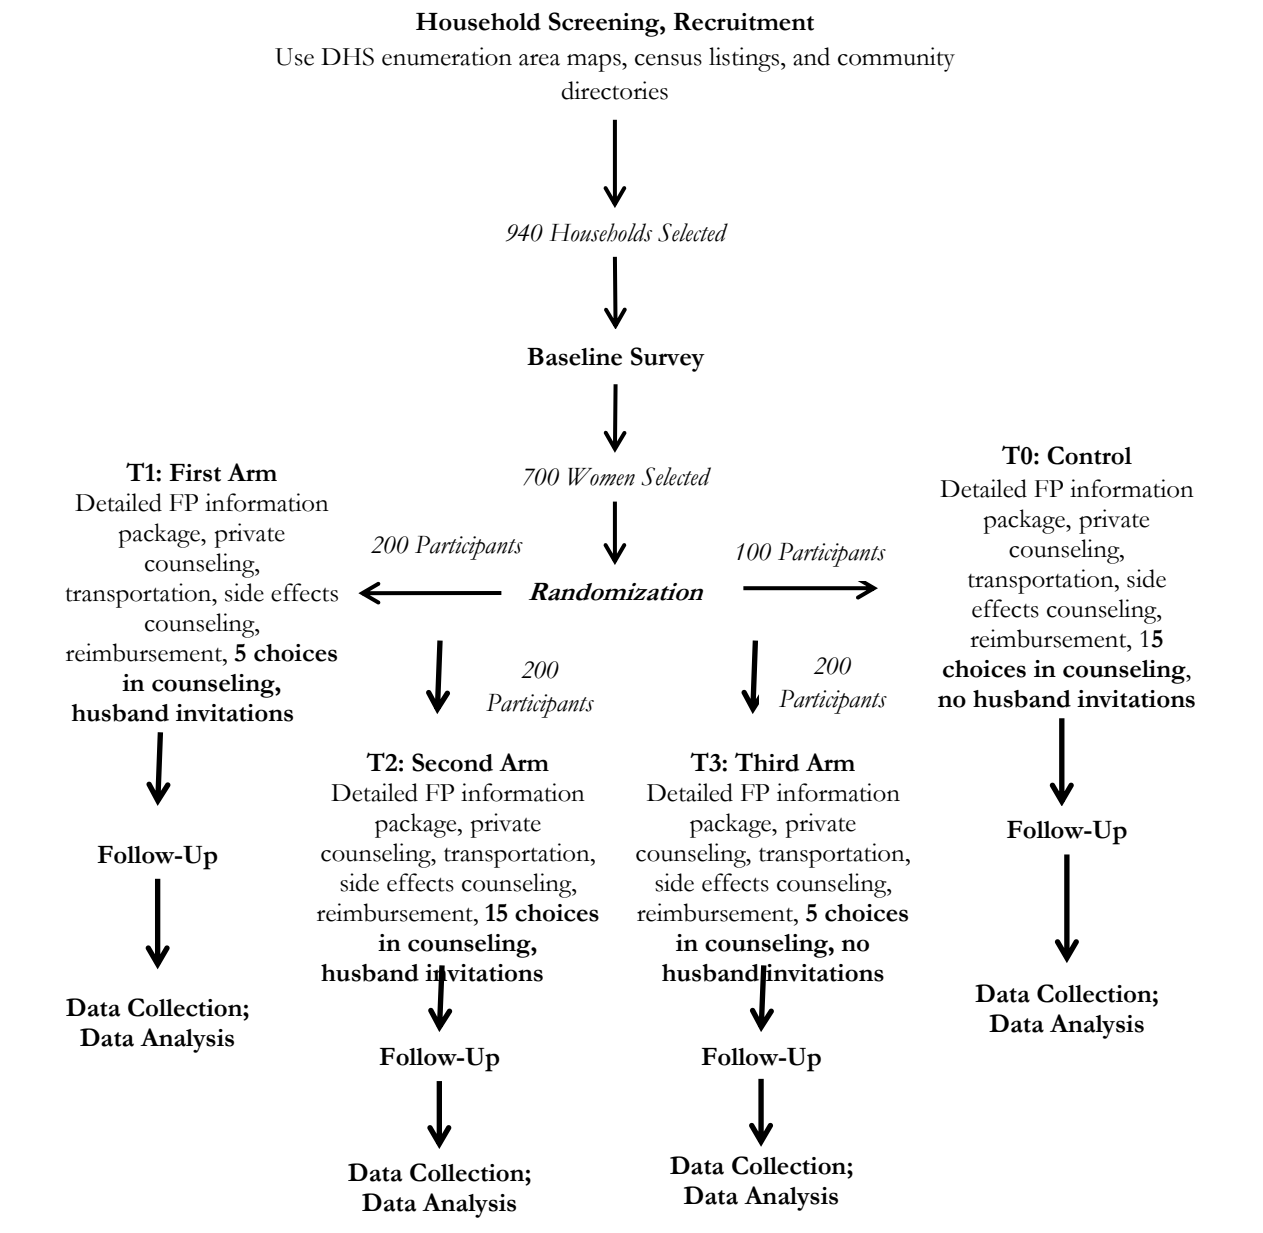 Household Screening, Recruitment
Use DHS enumeration area maps, census listings, and community
directories
940 Households Selected
Baseline Survey
700 Women Selected
Randomization
200 Participants
100 Participants
200
Participants
200
Participants
T1: First Arm
Detailed FP information
package, private
counseling,
transportation, side effects
counseling,
reimbursement, 5 choices
in counseling,
husband invitations
Follow-Up
Data Collection;
Data Analysis
T2: Second Arm
Detailed FP information
package, private
counseling, transportation,
side effects counseling,
reimbursement, 15 choices
in counseling,
husband invitations
Follow-Up
Data Collection;
Data Analysis
T3: Third Arm
Detailed FP information
package, private
counseling, transportation,
side effects counseling,
reimbursement, 5 choices
in counseling, no
husband invitations
Follow-Up
Data Collection;
Data Analysis
T0: Control
Detailed FP information
package, private
counseling,
transportation, side
effects counseling,
reimbursement, 15
choices in counseling,
no husband invitations
Follow-Up
Data Collection;
Data Analysis